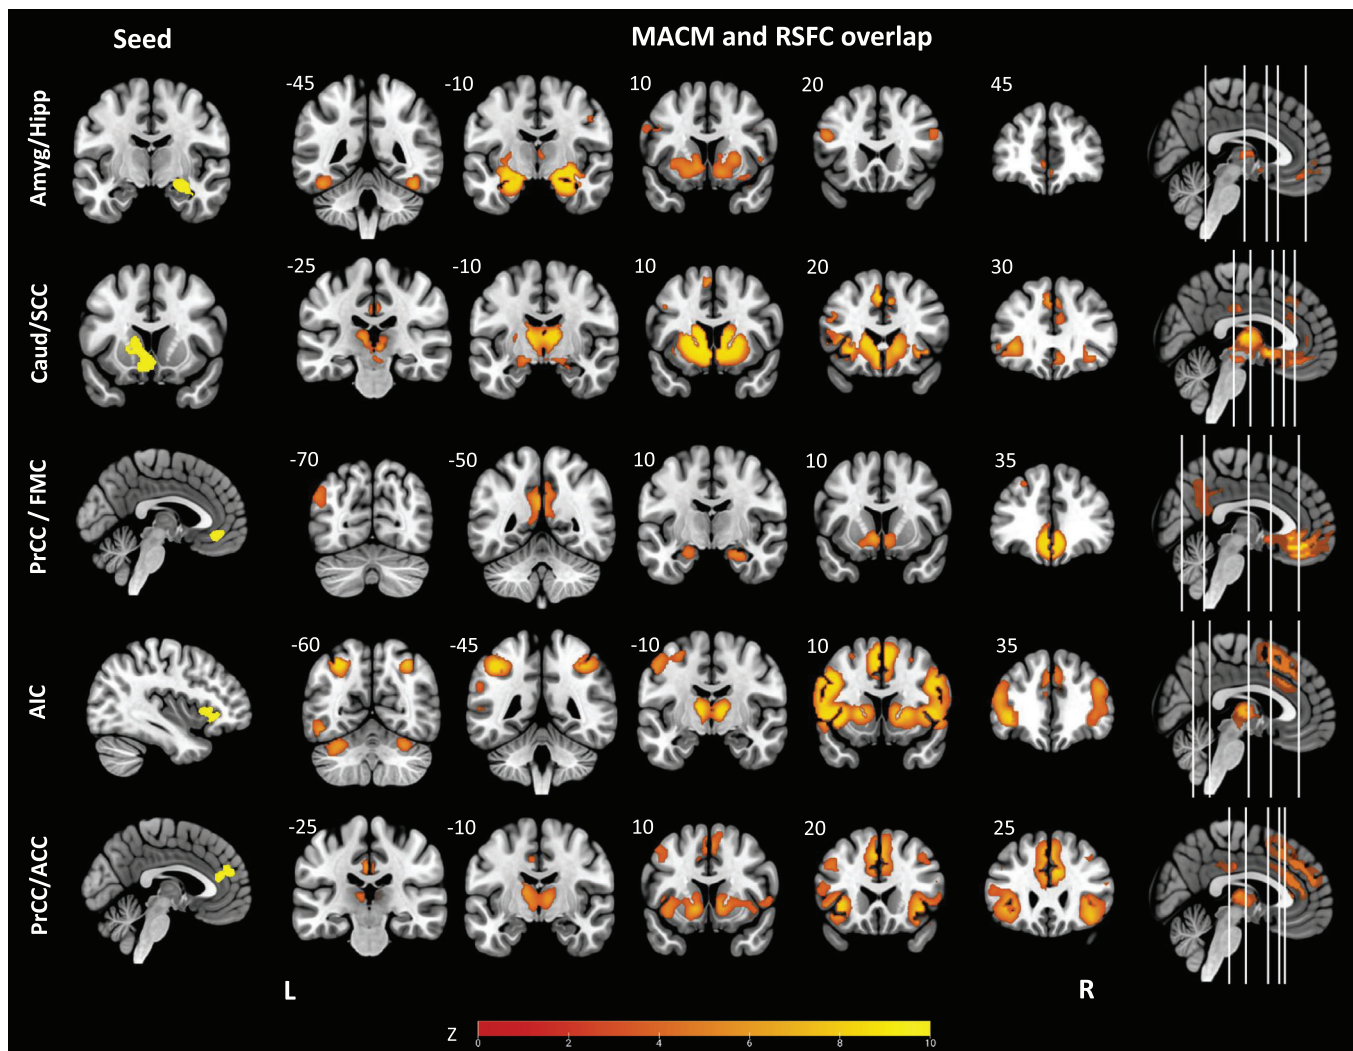 Seed MACM and RSFC overlap
Amyg/Hipp -45 -10 10 20 45
Caud/SCC -25 -10 10 20 30
PrCC / FMC -70 -50 10 10 35
AIC -60 -45 -10 10 35
PrCC/ACC -25 -10 10 20 25
L R
Z 0 2 4 6 8 10